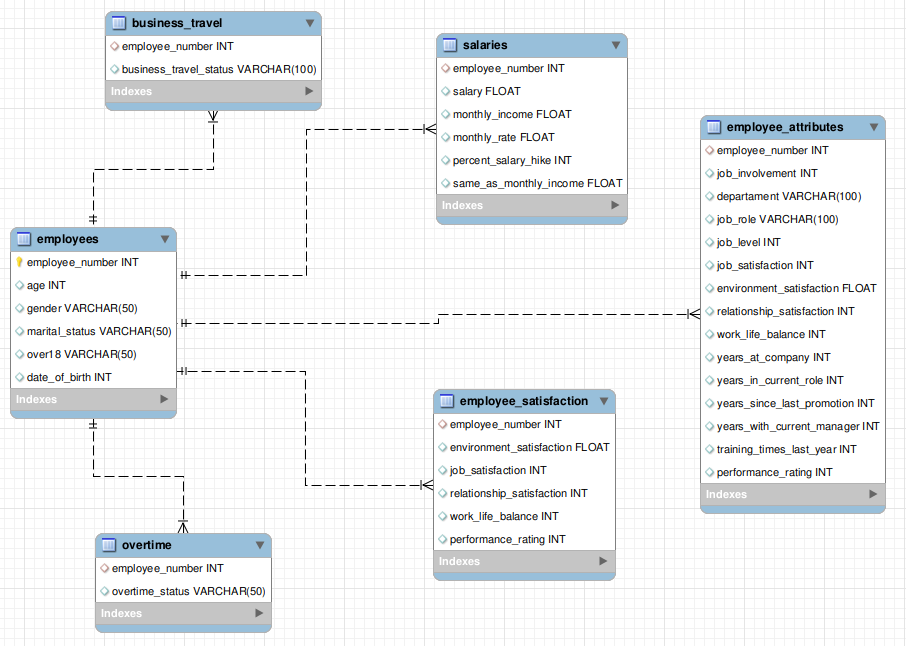 business_travel
employee_number INT
business_travel_status VARCHAR(100)
Indexes
salaries
employee_number INT
salary FLOAT
monthly_income FLOAT
monthly_rate FLOAT
percent_salary_hike INT
same_as_monthly_income FLOAT
Indexes
employee_attributes
employee_number INT
job_involvement INT
departament VARCHAR(100)
job_role VARCHAR(100)
job_level INT
job_satisfaction INT
environment_satisfaction FLOAT
relationship_satisfaction INT
work_life_balance INT
years_at_company INT
years_in_current_role INT
years_since_last_promotion INT
years_with_current_manager INT
training_times_last_year INT
performance_rating INT
Indexes
employees
employee_number INT
age INT
gender VARCHAR(50)
marital_status VARCHAR(50)
over18 VARCHAR(50)
date_of_birth INT
Indexes
employee_satisfaction
employee_number INT
environment_satisfaction FLOAT
job_satisfaction INT
relationship_satisfaction INT
work_life_balance INT
performance_rating INT
Indexes
overtime
employee_number INT
overtime_status VARCHAR(50)
Indexes